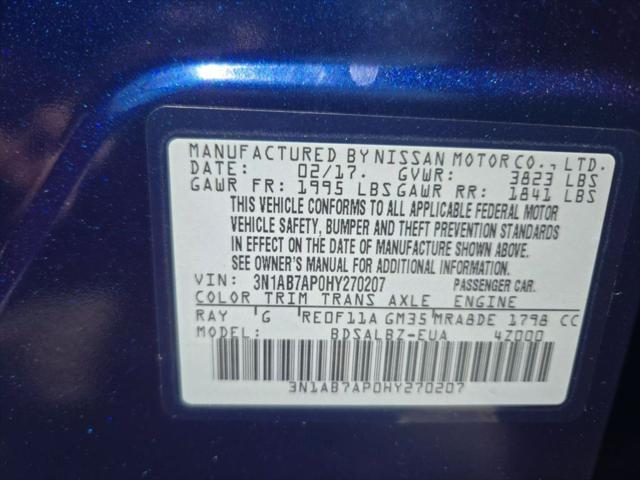 MANUFACTURED BY NISSAN MOTOR CO., LTD.
DATE: 02/17. GVWR: 3823 LBS
GAWR FR: 1995 LBS GAWR RR: 1841 LBS
THIS VEHICLE CONFORMS TO ALL APPLICABLE FEDERAL MOTOR
VEHICLE SAFETY, BUMPER AND THEFT PREVENTION STANDARDS
IN EFFECT ON THE DATE OF MANUFACTURE SHOWN ABOVE.
SEE OWNER'S MANUAL FOR ADDITIONAL INFORMATION.
VIN: 3N1AB7AP0HY270207 PASSENGER CAR.
COLOR TRIM TRANS AXLE ENGINE
RAY G RE0F11A GM35 MRA8DE 1798 CC
MODEL: BDSALBZ-EUA 4Z000
3N1AB7AP0HY270207